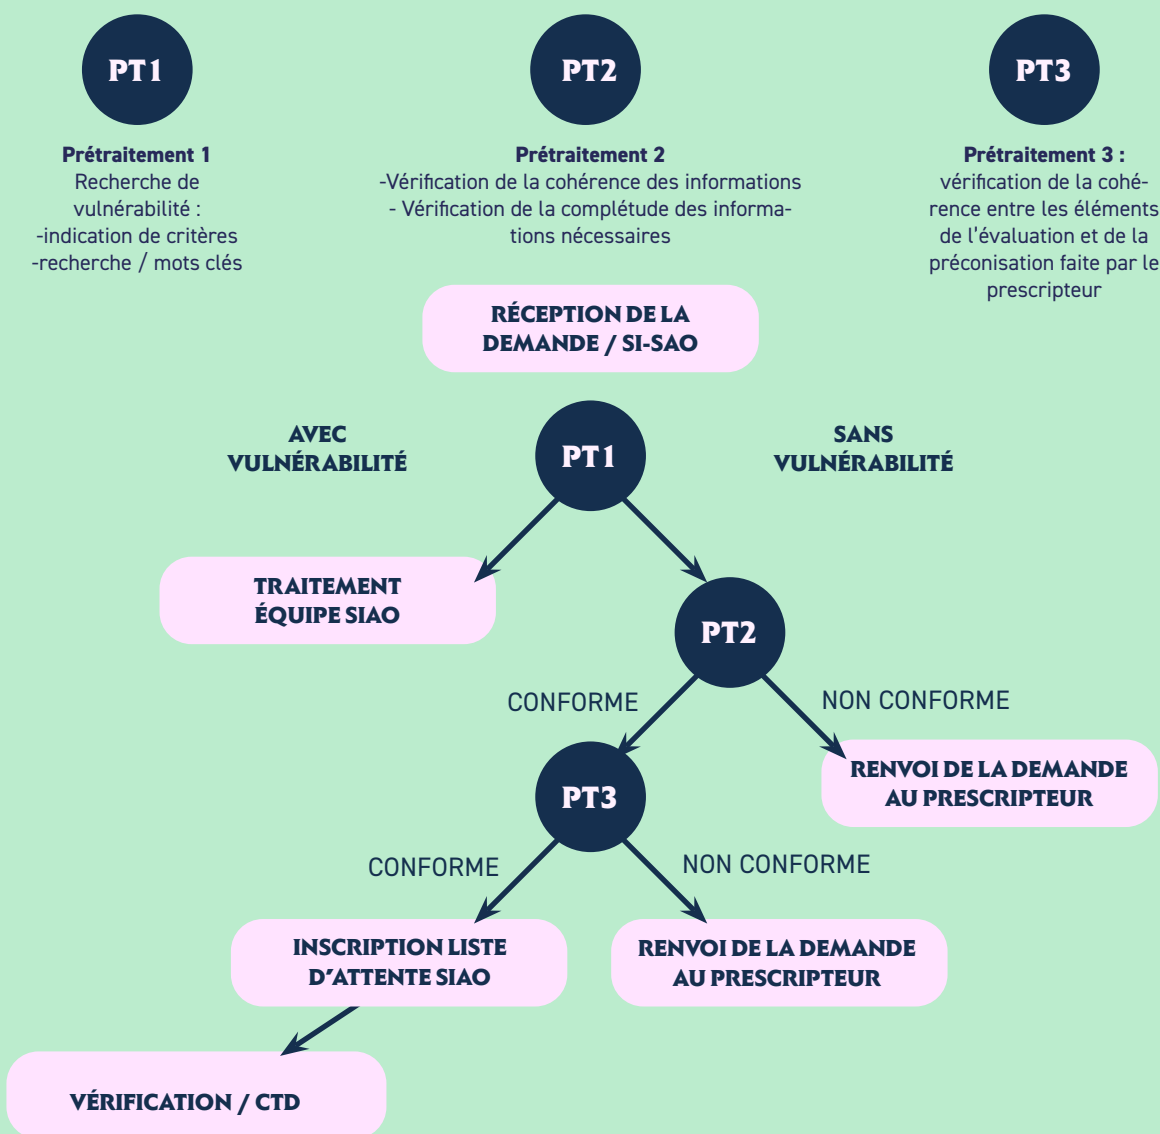 PT1
Prétraitement 1
Recherche de
vulnérabilité :
-indication de critères
-recherche / mots clés
PT2
Prétraitement 2
-Vérification de la cohérence des informations
- Vérification de la complétude des informa-
tions nécessaires
PT3
Prétraitement 3 :
vérification de la cohé-
rence entre les éléments
de l'évaluation et de la
préconisation faite par le
prescripteur
RÉCEPTION DE LA
DEMANDE / SI-SAO
AVEC
VULNÉRABILITÉ
PT1
SANS
VULNÉRABILITÉ
TRAITEMENT
ÉQUIPE SIAO
PT2
CONFORME
NON CONFORME
RENVOI DE LA DEMANDE
AU PRESCRIPTEUR
PT3
CONFORME
NON CONFORME
INSCRIPTION LISTE
D'ATTENTE SIAO
RENVOI DE LA DEMANDE
AU PRESCRIPTEUR
VÉRIFICATION / CTD